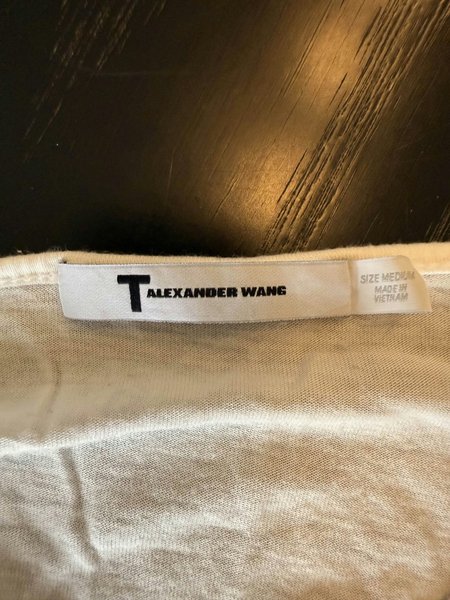 T ALEXANDER WANG
SIZE MEDIUM
MADE IN
VIETNAM